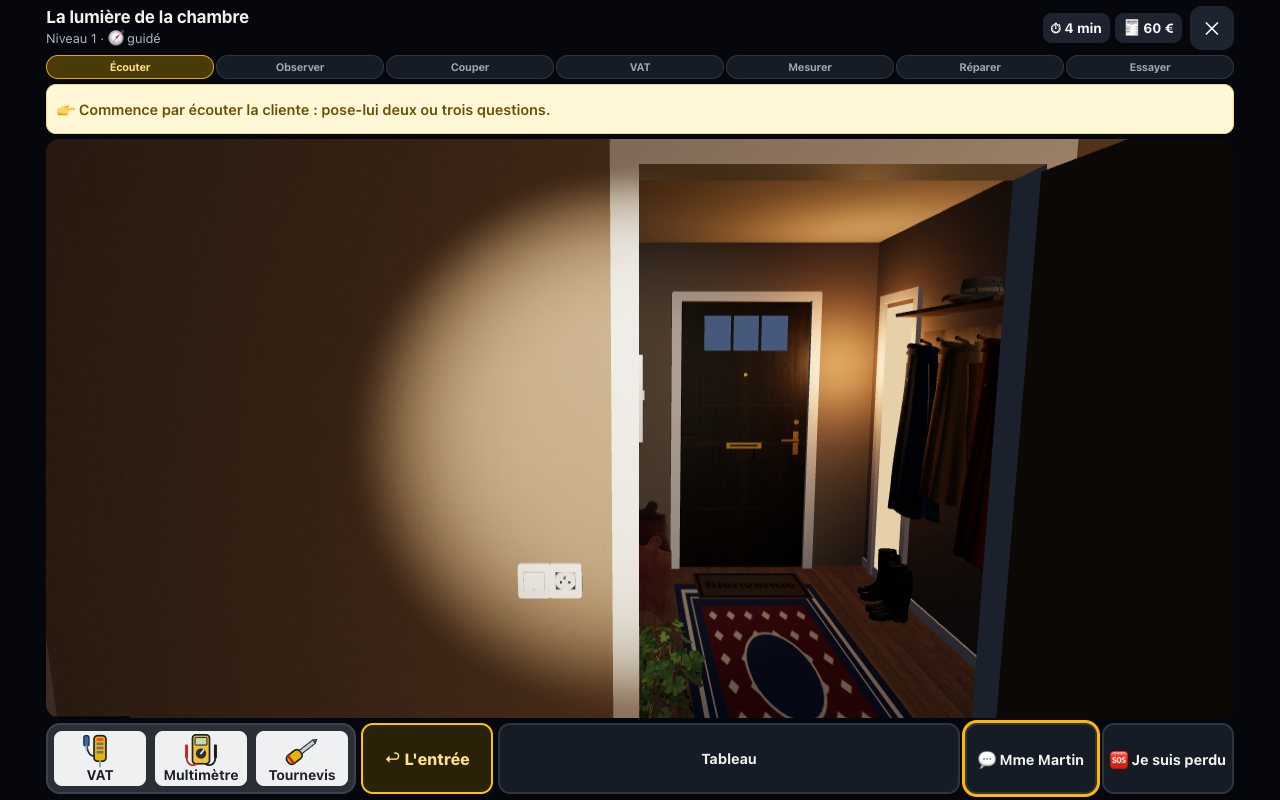 La lumière de la chambre
Niveau 1 · 🧭 guidé
⏱ 4 min
🧾 60 €
✕
Écouter
Observer
Couper
VAT
Mesurer
Réparer
Essayer
👉 Commence par écouter la cliente : pose-lui deux ou trois questions.
Bienvenue
VAT
Multimètre
Tournevis
↩ L'entrée
Tableau
💬 Mme Martin
🆘 Je suis perdu